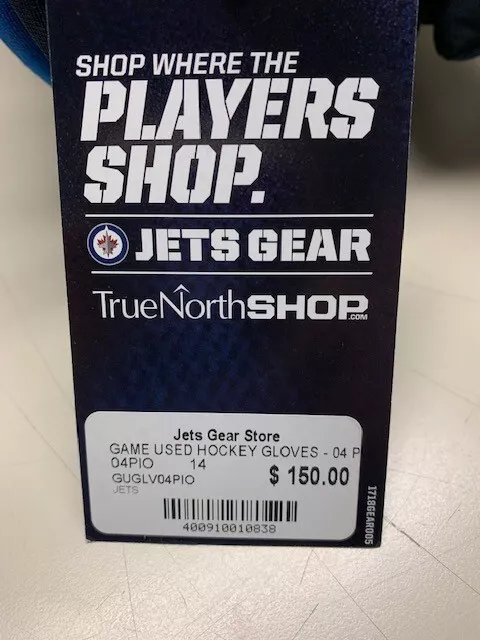 SHOP WHERE THE
PLAYERS
SHOP.
JETS GEAR
TrueNorthSHOP
.COM
Jets Gear Store
GAME USED HOCKEY GLOVES - 04 P
04PIO 14
$ 150.00
GUGLV04PIO
JETS
400910010838
1718GEAR005